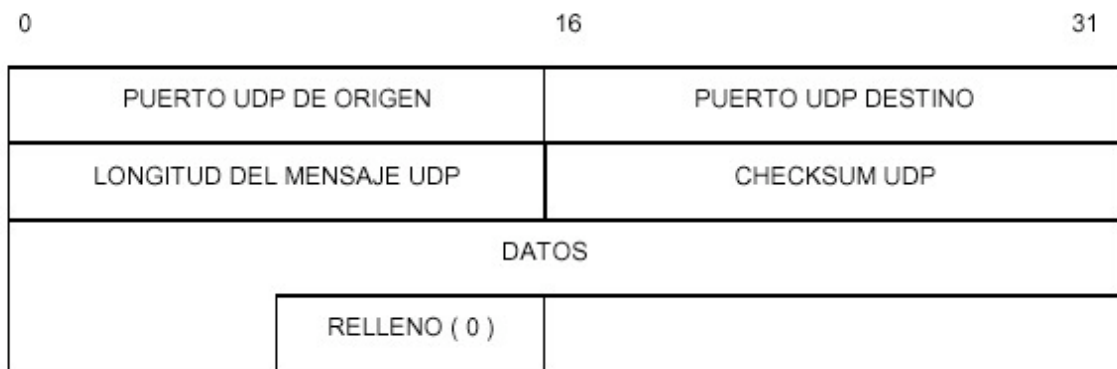 0 16 31
PUERTO UDP DE ORIGEN PUERTO UDP DESTINO
LONGITUD DEL MENSAJE UDP CHECKSUM UDP
DATOS
RELLENO ( 0 )